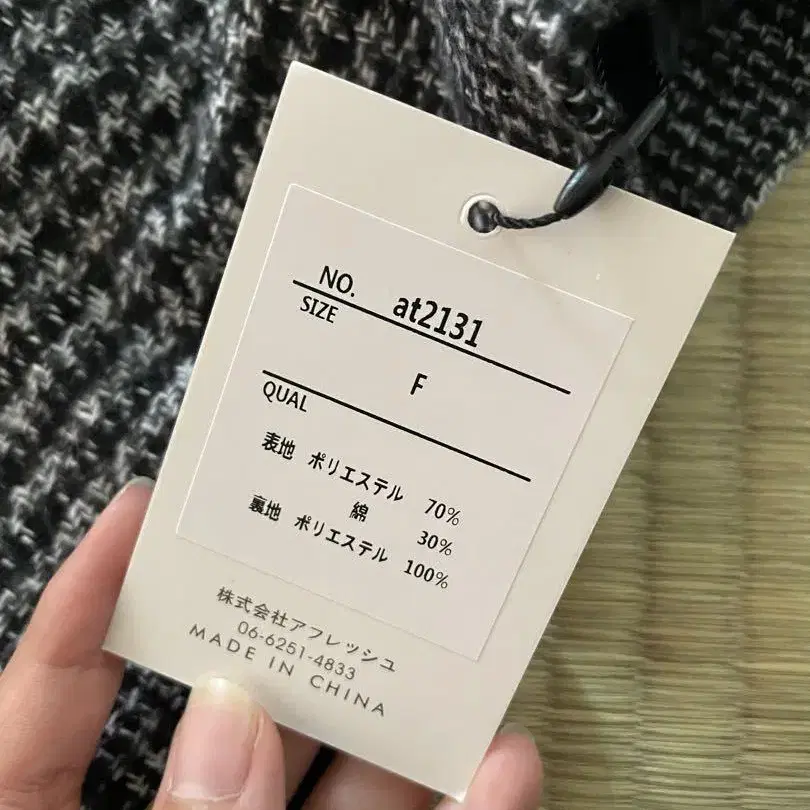 NO. at2131
SIZE
F
QUAL
表地 ポリエステル 70%
綿 30%
裏地 ポリエステル 100%
株式会社アフレッシュ
06-6251-4833
MADE IN CHINA